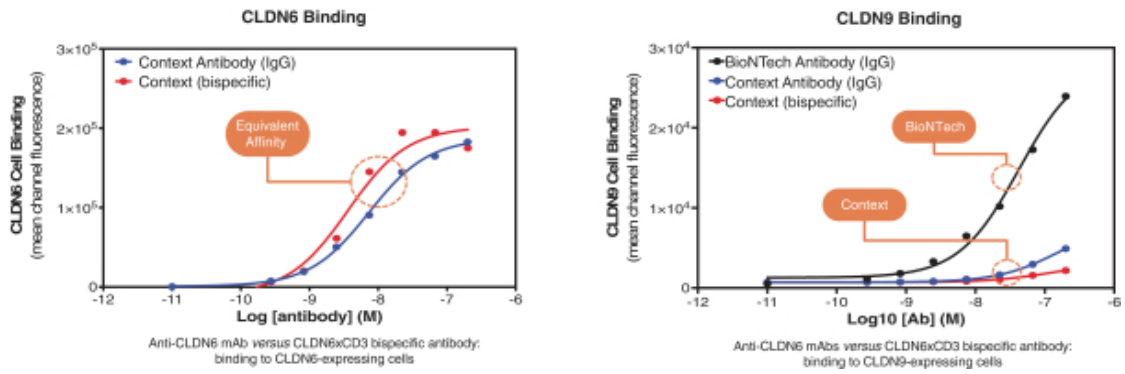 CLDN6 Binding
CLDN6 Cell Binding
(mean channel fluorescence)
3×10⁵
2×10⁵
1×10⁵
0
Context Antibody (IgG)
Context (bispecific)
Equivalent
Affinity
-12 -11 -10 -9 -8 -7 -6
Log [antibody] (M)
Anti-CLDN6 mAb versus CLDN6xCD3 bispecific antibody:
binding to CLDN6-expressing cells
CLDN9 Binding
CLDN9 Cell Binding
(mean channel fluorescence)
3×10⁴
2×10⁴
1×10⁴
0
BioNTech Antibody (IgG)
Context Antibody (IgG)
Context (bispecific)
BioNTech
Context
-12 -11 -10 -9 -8 -7 -6
Log10 [Ab] (M)
Anti-CLDN6 mAbs versus CLDN6xCD3 bispecific antibody:
binding to CLDN9-expressing cells